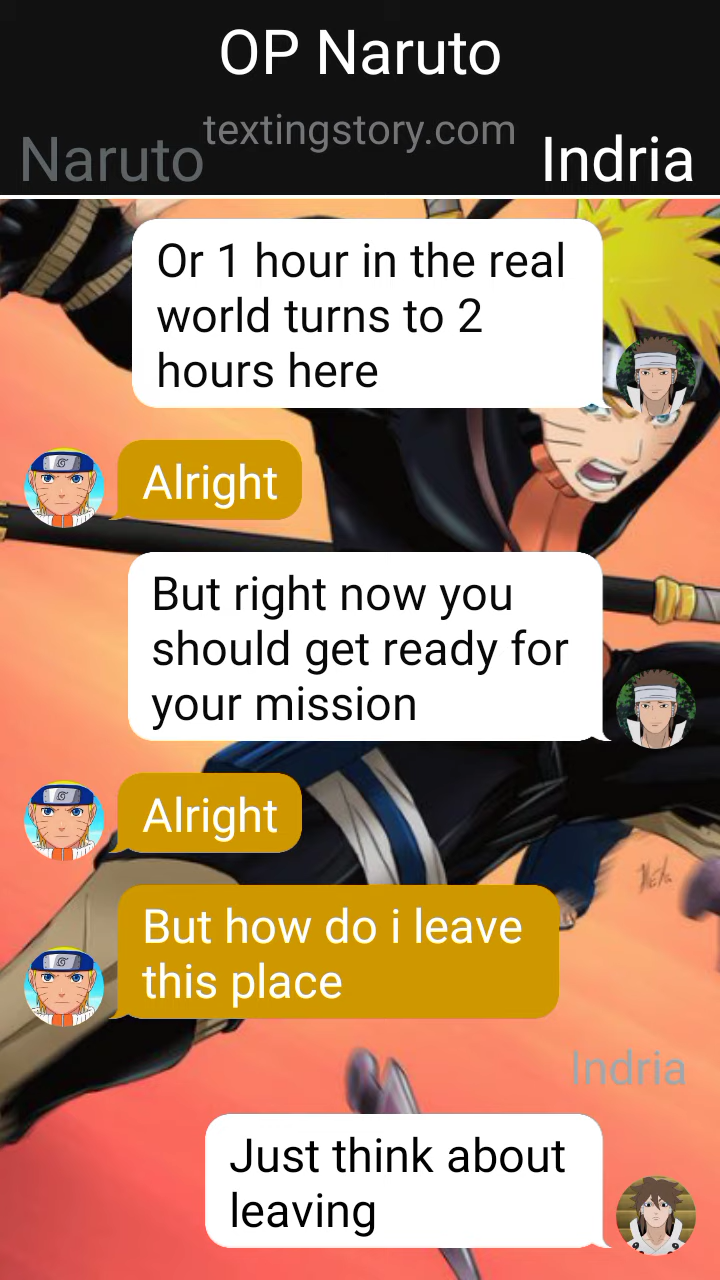 OP Naruto
textingstory.com
Naruto
Indria
Or 1 hour in the real
world turns to 2
hours here
Alright
But right now you
should get ready for
your mission
Alright
But how do i leave
this place
Indria
Just think about
leaving